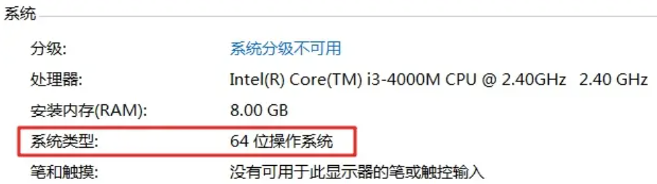 系统
分级: 系统分级不可用
处理器: Intel(R) Core(TM) i3-4000M CPU @ 2.40GHz 2.40 GHz
安装内存(RAM): 8.00 GB
系统类型: 64 位操作系统
笔和触摸: 没有可用于此显示器的笔或触控输入